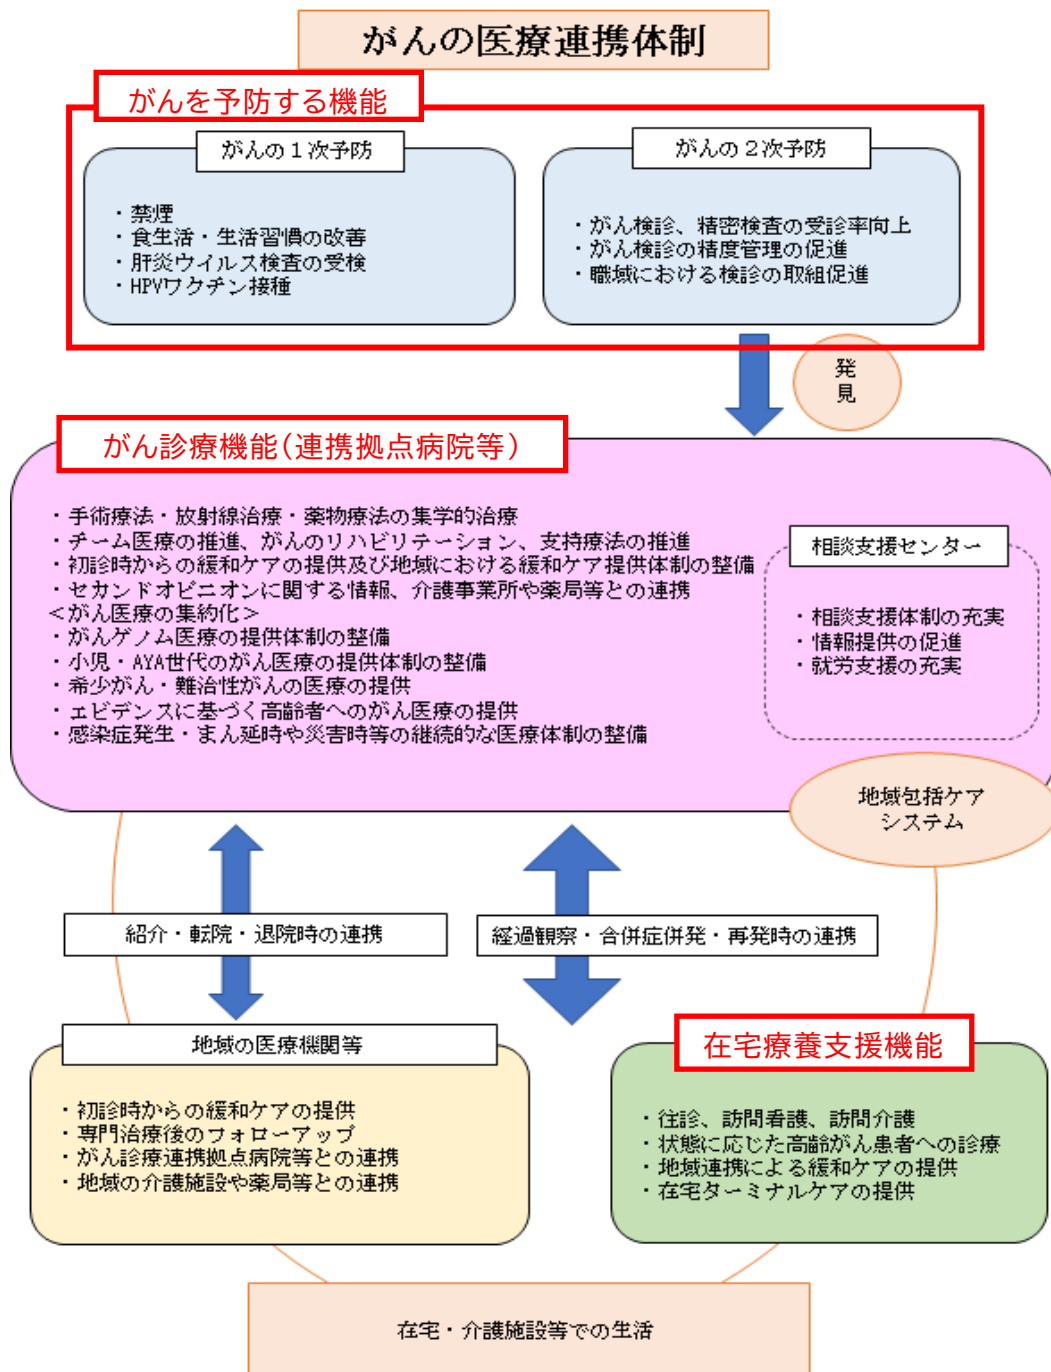 がんの医療連携体制
がんを予防する機能
がんの１次予防
・禁煙
・食生活・生活習慣の改善
・肝炎ウイルス検査の受検
・HPVワクチン接種
がんの２次予防
・がん検診、精密検査の受診率向上
・がん検診の精度管理の促進
・職域における検診の取組促進
発
見
がん診療機能（連携拠点病院等）
・手術療法・放射線治療・薬物療法の集学的治療
・チーム医療の推進、がんのリハビリテーション、支持療法の推進
・初診時からの緩和ケアの提供及び地域における緩和ケア提供体制の整備
・セカンドオピニオンに関する情報、介護事業所や薬局等との連携
＜がん医療の集約化＞
・がんゲノム医療の提供体制の整備
・小児・AYA世代のがん医療の提供体制の整備
・希少がん・難治性がんの医療の提供
・エビデンスに基づく高齢者へのがん医療の提供
・感染症発生・まん延時や災害時等の継続的な医療体制の整備
相談支援センター
・相談支援体制の充実
・情報提供の促進
・就労支援の充実
地域包括ケア
システム
紹介・転院・退院時の連携
経過観察・合併症併発・再発時の連携
地域の医療機関等
・初診時からの緩和ケアの提供
・専門治療後のフォローアップ
・がん診療連携拠点病院等との連携
・地域の介護施設や薬局等との連携
在宅療養支援機能
・往診、訪問看護、訪問介護
・状態に応じた高齢がん患者への診療
・地域連携による緩和ケアの提供
・在宅ターミナルケアの提供
在宅・介護施設等での生活